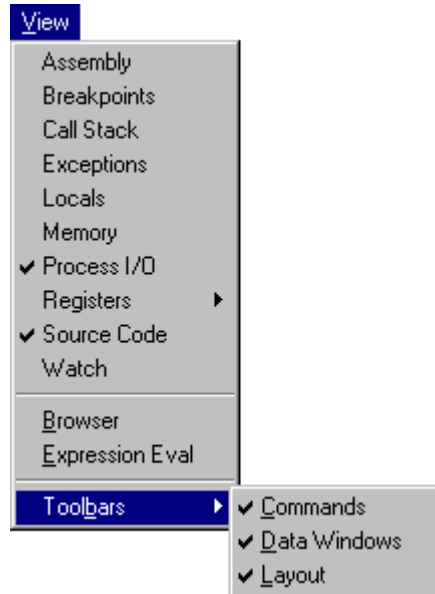 View
Assembly
Breakpoints
Call Stack
Exceptions
Locals
Memory
Process I/O
Registers
Source Code
Watch
Browser
Expression Eval
Toolbars
Commands
Data Windows
Layout